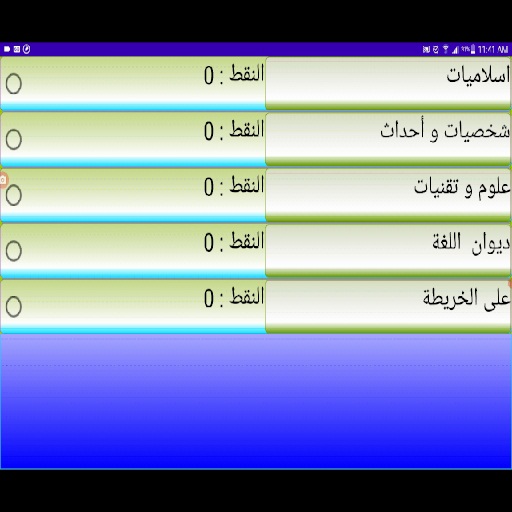 11:41 AM
اسلاميات النقط : 0
شخصيات و أحداث النقط : 0
علوم و تقنيات النقط : 0
ديوان اللغة النقط : 0
على الخريطة النقط : 0